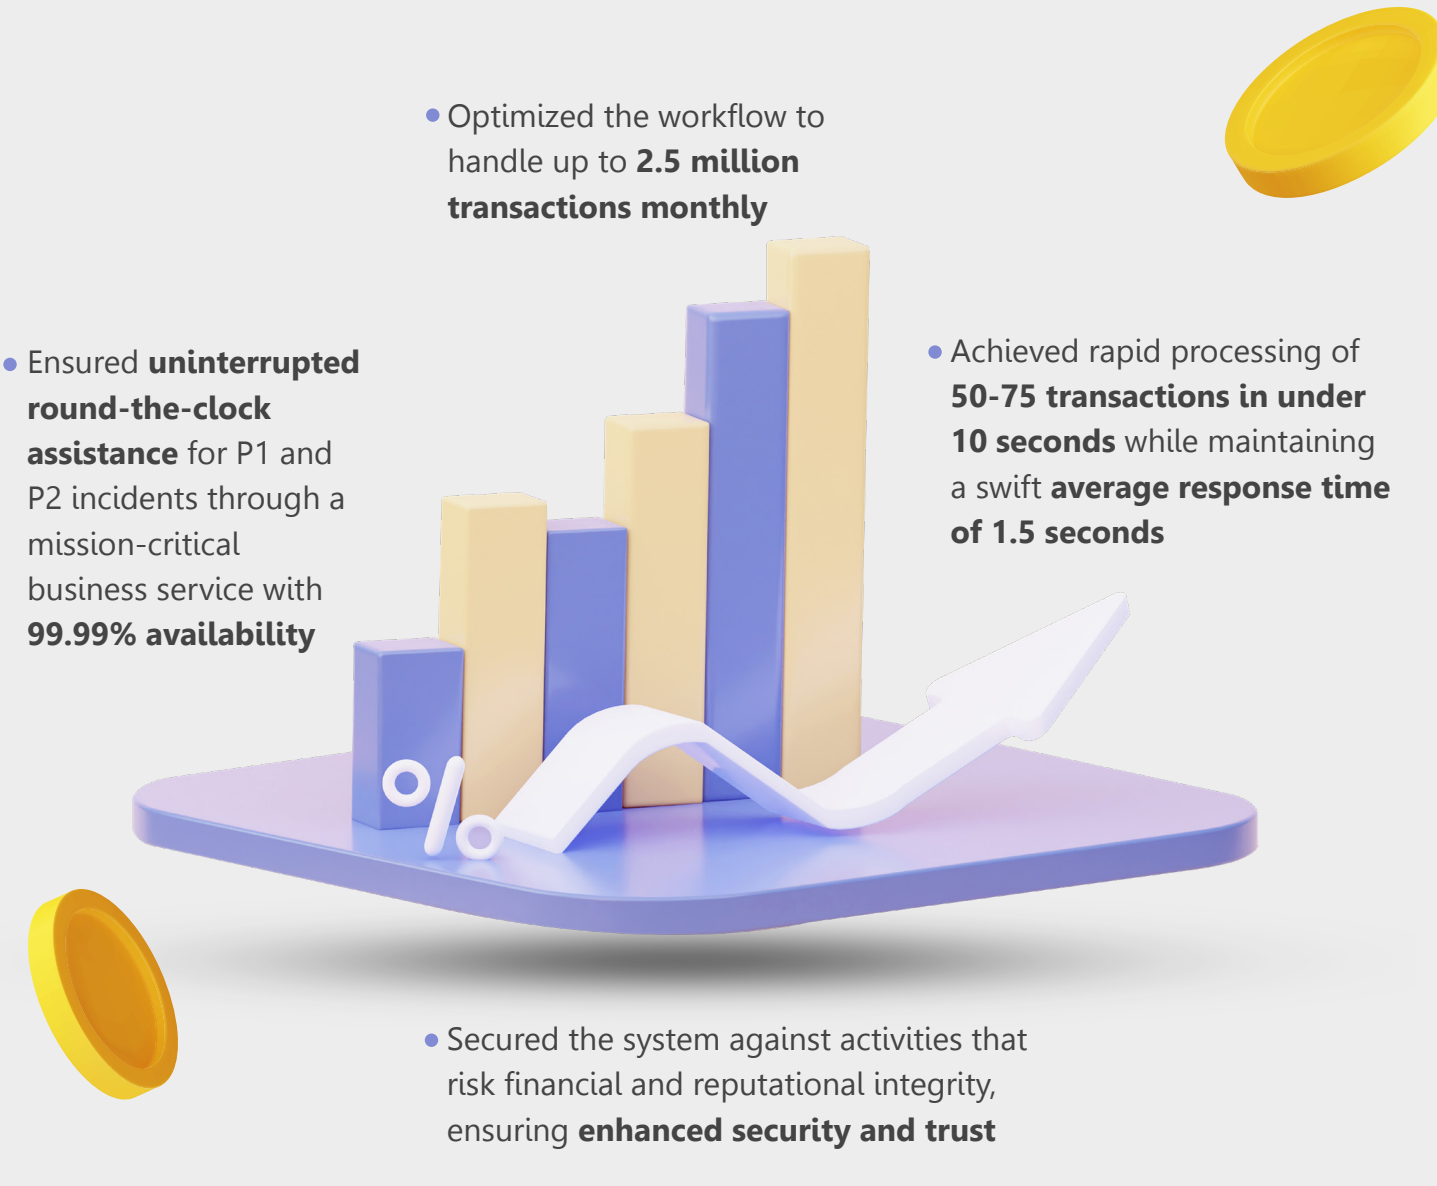 • Optimized the workflow to
handle up to 2.5 million
transactions monthly
• Ensured uninterrupted
round-the-clock
assistance for P1 and
P2 incidents through a
mission-critical
business service with
99.99% availability
• Achieved rapid processing of
50-75 transactions in under
10 seconds while maintaining
a swift average response time
of 1.5 seconds
%
• Secured the system against activities that
risk financial and reputational integrity,
ensuring enhanced security and trust